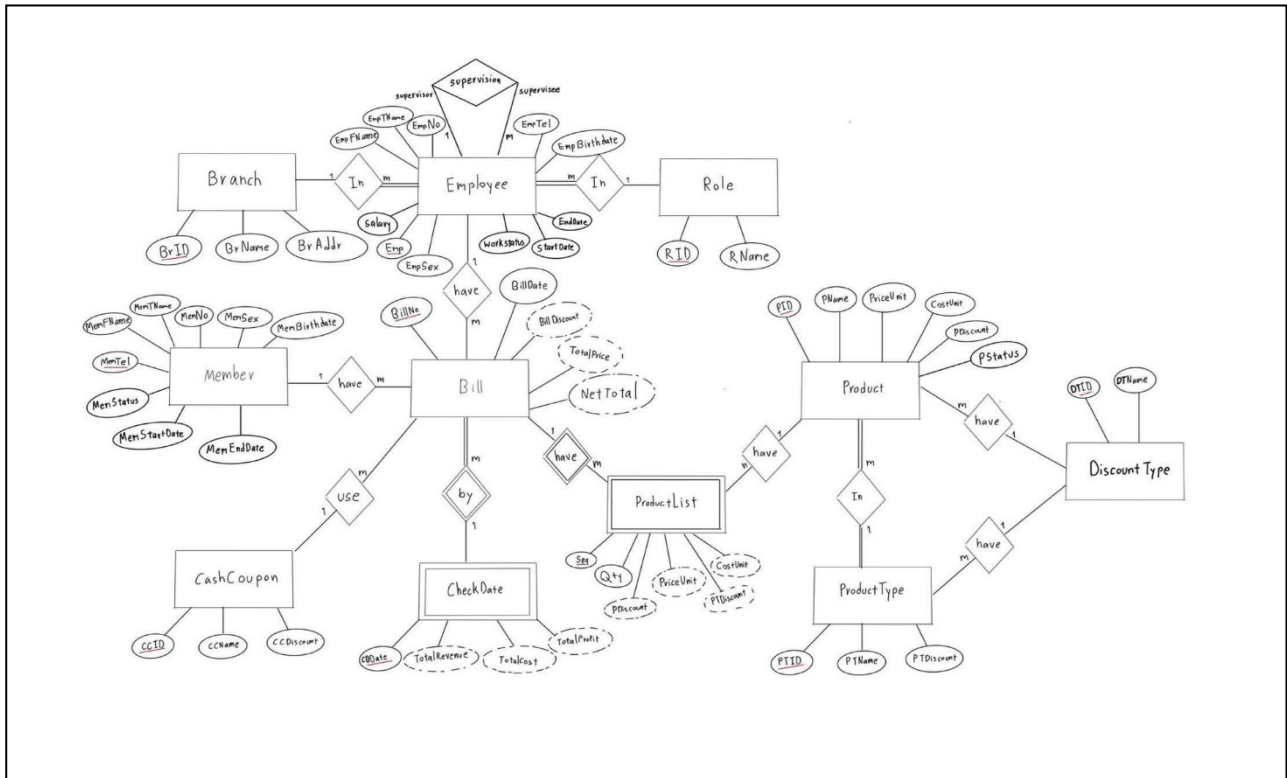 supervision
supervisor
supervisee
1
m
EmpFName
EmpTName
EmpNo
EmpTel
EmpBirthdate
Branch
1
In
m
Employee
m
In
1
Role
BrID
BrName
BrAddr
Salary
Emp
EmpSex
WorkStatus
StartDate
EndDate
RID
RName
1
have
m
MemFName
MemTName
MemNo
MemSex
MemBirthdate
MemTel
Member
MemStatus
MemStartDate
MemEndDate
1
have
m
BillNo
BillDate
BillDiscount
TotalPrice
NetTotal
Bill
PID
PName
PriceUnit
CostUnit
PDiscount
PStatus
Product
m
have
1
DTID
DTName
DiscountType
m
use
1
m
by
1
1
have
m
ProductList
n
have
1
m
In
1
m
have
1
CashCoupon
CCID
CCName
CCDiscount
CheckDate
CDDate
TotalRevenue
TotalCost
TotalProfit
Seq
Qty
PDiscount
PriceUnit
PTDiscount
CostUnit
ProductType
PTID
PTName
PTDiscount